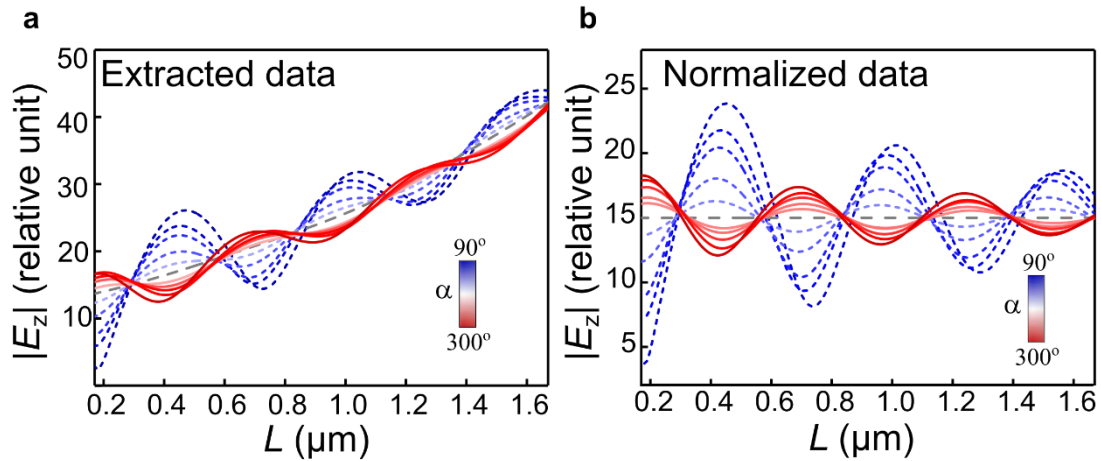 a
Extracted data
|E_z| (relative unit)
50
40
30
20
10
90°
α
300°
0.2 0.4 0.6 0.8 1.0 1.2 1.4 1.6
L (µm)
b
Normalized data
|E_z| (relative unit)
25
20
15
10
5
90°
α
300°
0.2 0.4 0.6 0.8 1.0 1.2 1.4 1.6
L (µm)